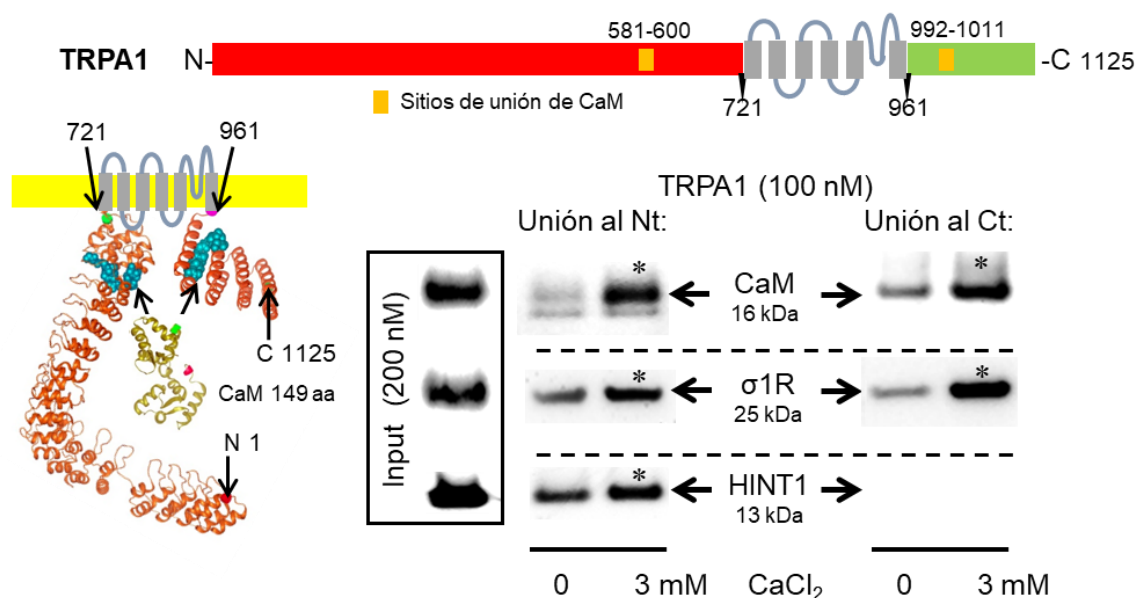 581-600
992-1011
TRPA1
N-
-C 1125
Sitios de unión de CaM
721
961
721
961
TRPA1 (100 nM)
Unión al Nt:
Unión al Ct:
Input (200 nM)
*
*
CaM
16 kDa
C 1125
CaM 149 aa
*
*
σ1R
25 kDa
N 1
*
HINT1
13 kDa
0
3 mM
CaCl₂
0
3 mM